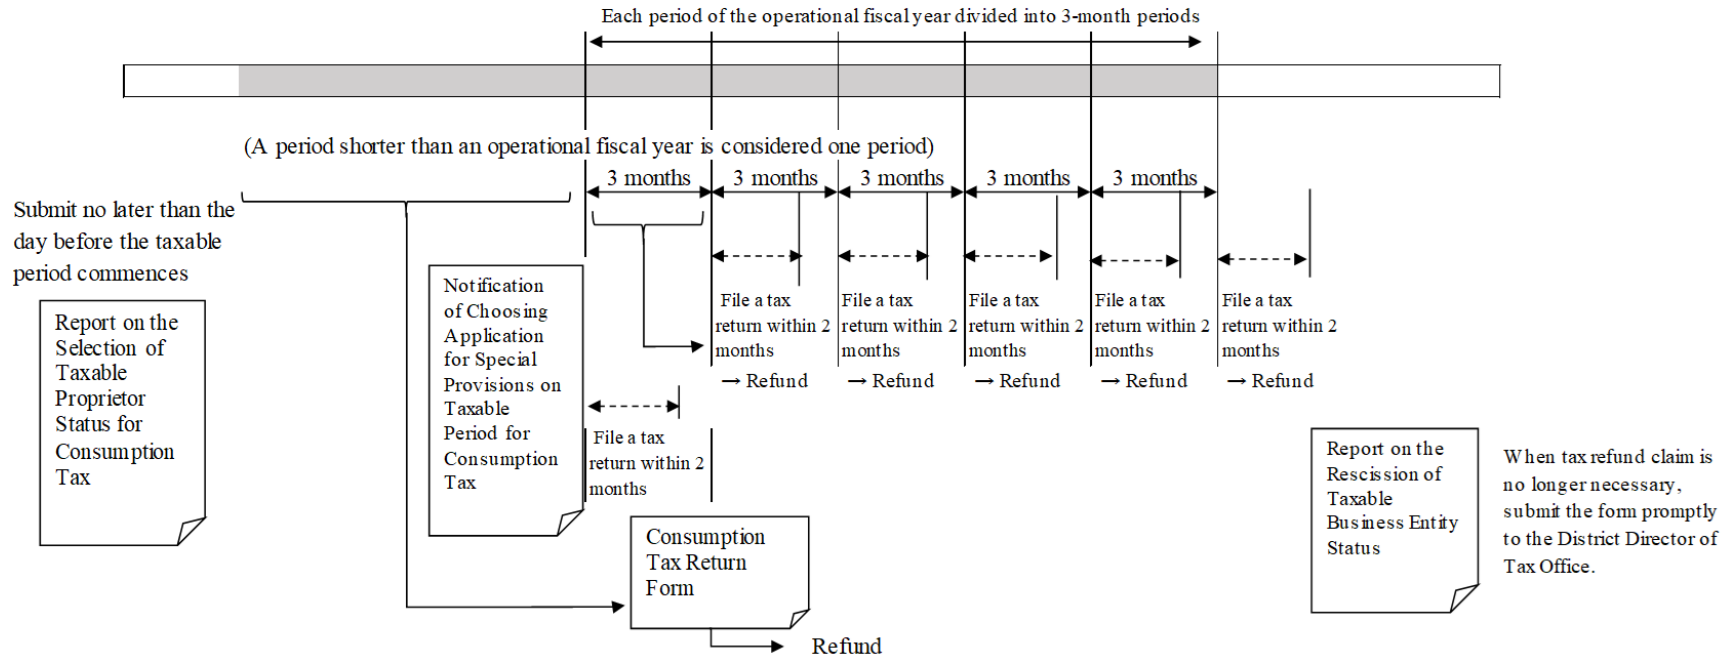 Each period of the operational fiscal year divided into 3-month periods
(A period shorter than an operational fiscal year is considered one period)
3 months
3 months
3 months
3 months
3 months
Submit no later than the
day before the taxable
period commences
Report on the
Selection of
Taxable
Proprietor
Status for
Consumption
Tax
Notification
of Choosing
Application
for Special
Provisions on
Taxable
Period for
Consumption
Tax
File a tax
return within 2
months
→ Refund
File a tax
return within 2
months
→ Refund
File a tax
return within 2
months
→ Refund
File a tax
return within 2
months
→ Refund
File a tax
return within 2
months
→ Refund
File a tax
return within 2
months
Consumption
Tax Return
Form
Refund
Report on the
Rescission of
Taxable
Business Entity
Status
When tax refund claim is
no longer necessary,
submit the form promptly
to the District Director of
Tax Office.